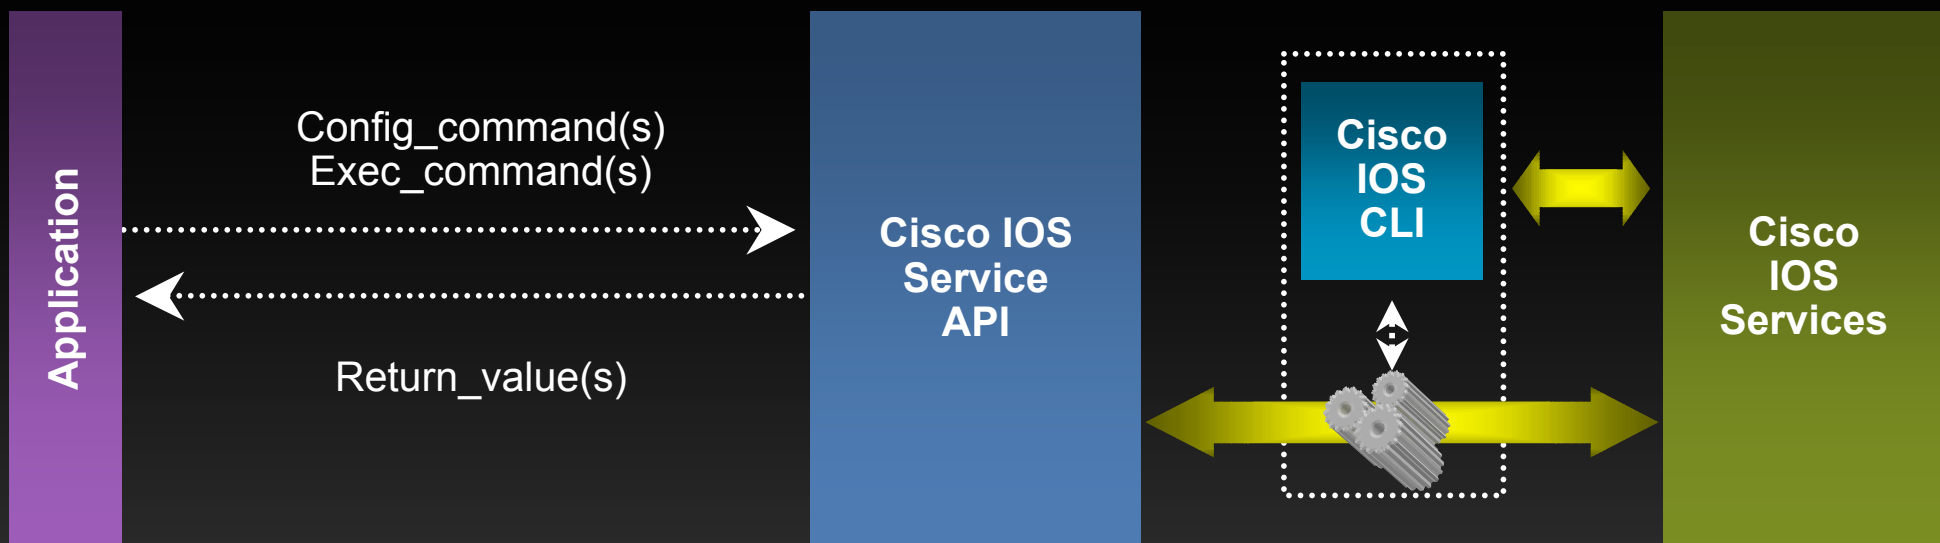 Application
Config_command(s)
Exec_command(s)
Return_value(s)
Cisco IOS
Service
API
Cisco
IOS
CLI
Cisco
IOS
Services